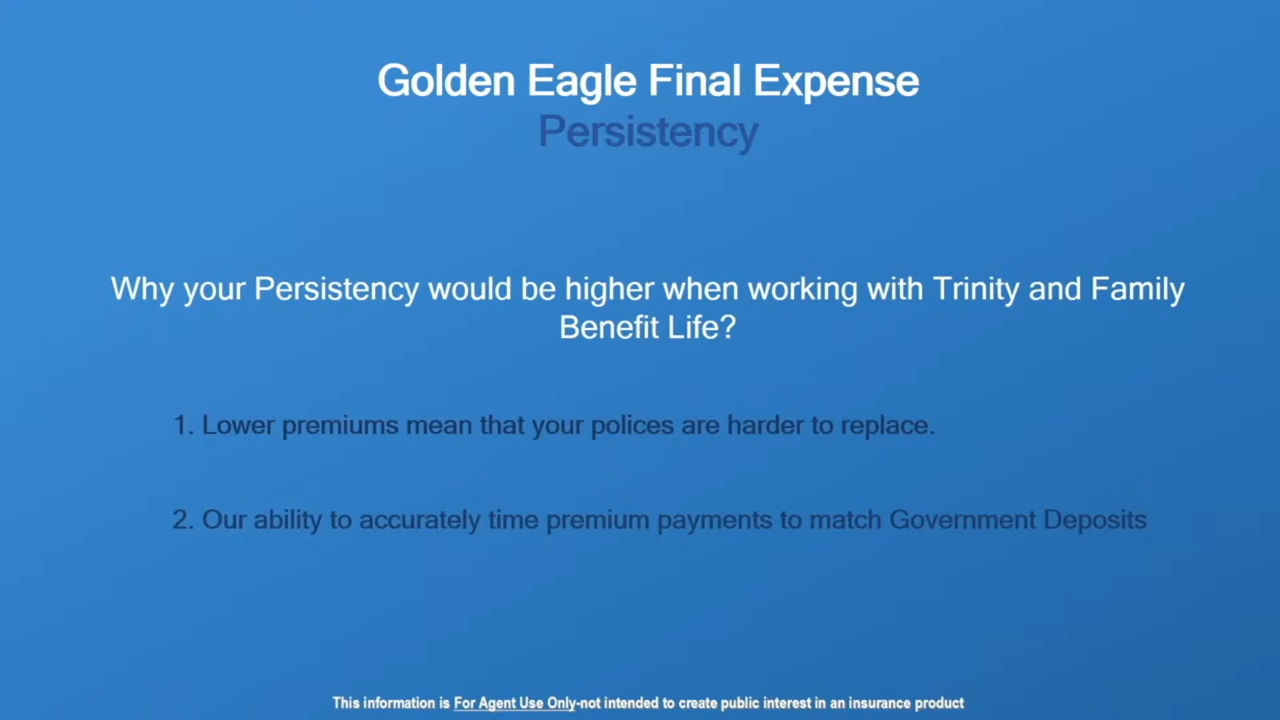 Golden Eagle Final Expense
Persistency
Why your Persistency would be higher when working with Trinity and Family
Benefit Life?
1. Lower premiums mean that your polices are harder to replace.
2. Our ability to accurately time premium payments to match Government Deposits
This information is For Agent Use Only-not intended to create public interest in an insurance product